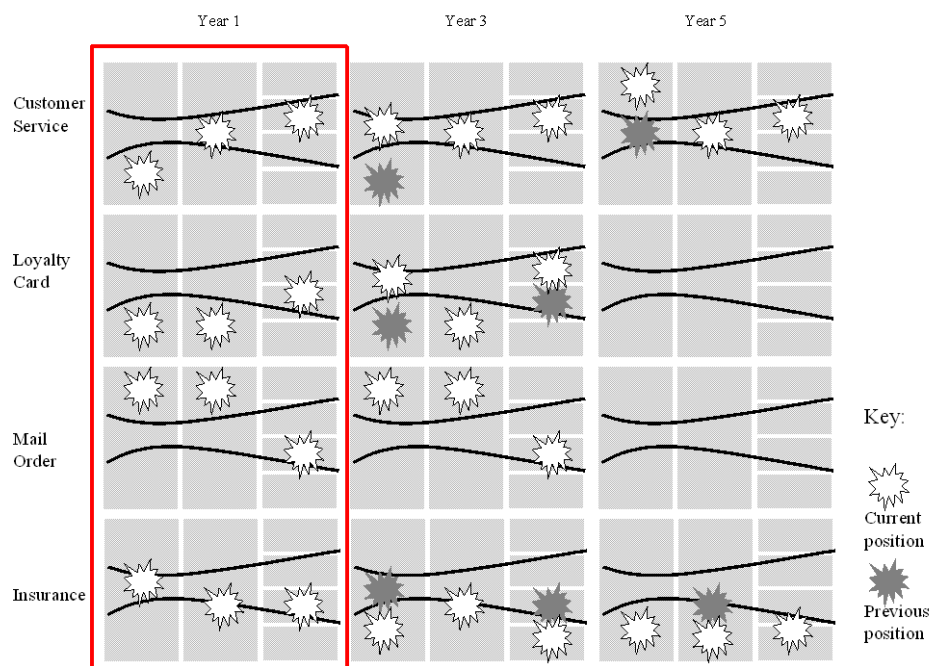 Year 1
Year 3
Year 5
Customer
Service
Loyalty
Card
Mail
Order
Insurance
Key:
Current
position
Previous
position